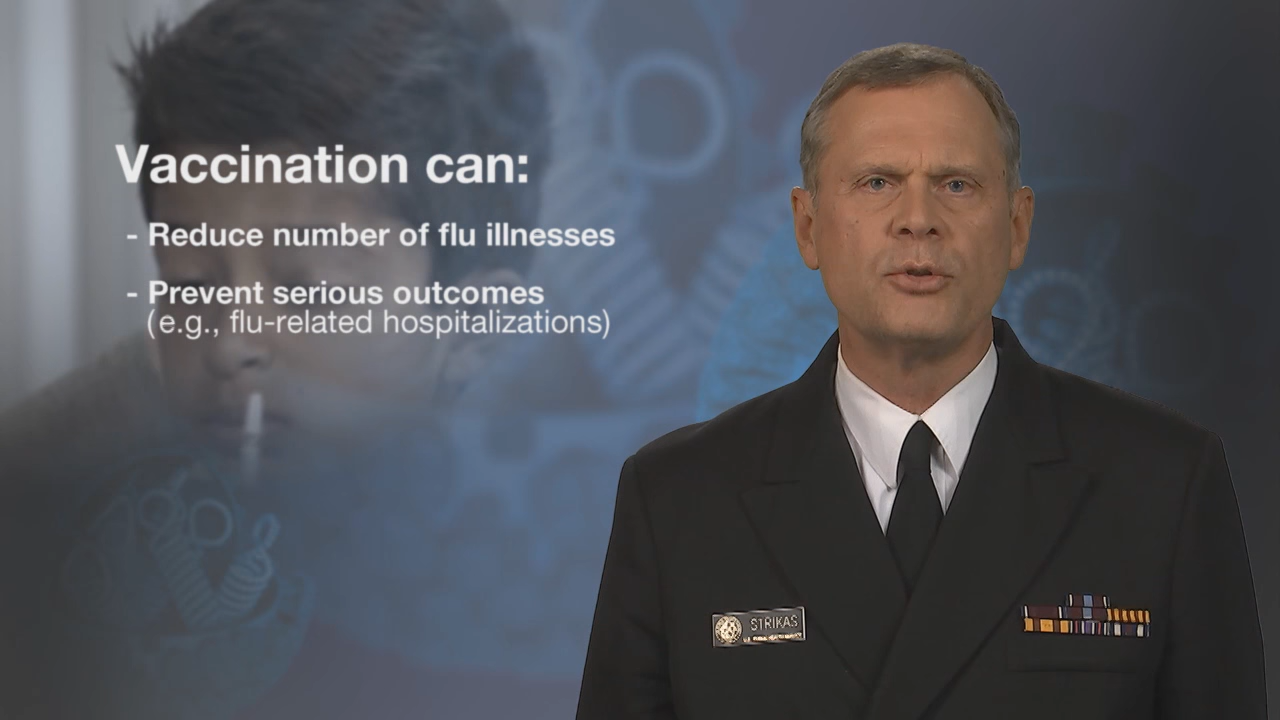 Vaccination can:
- Reduce number of flu illnesses
- Prevent serious outcomes
(e.g., flu-related hospitalizations)
STRIKAS